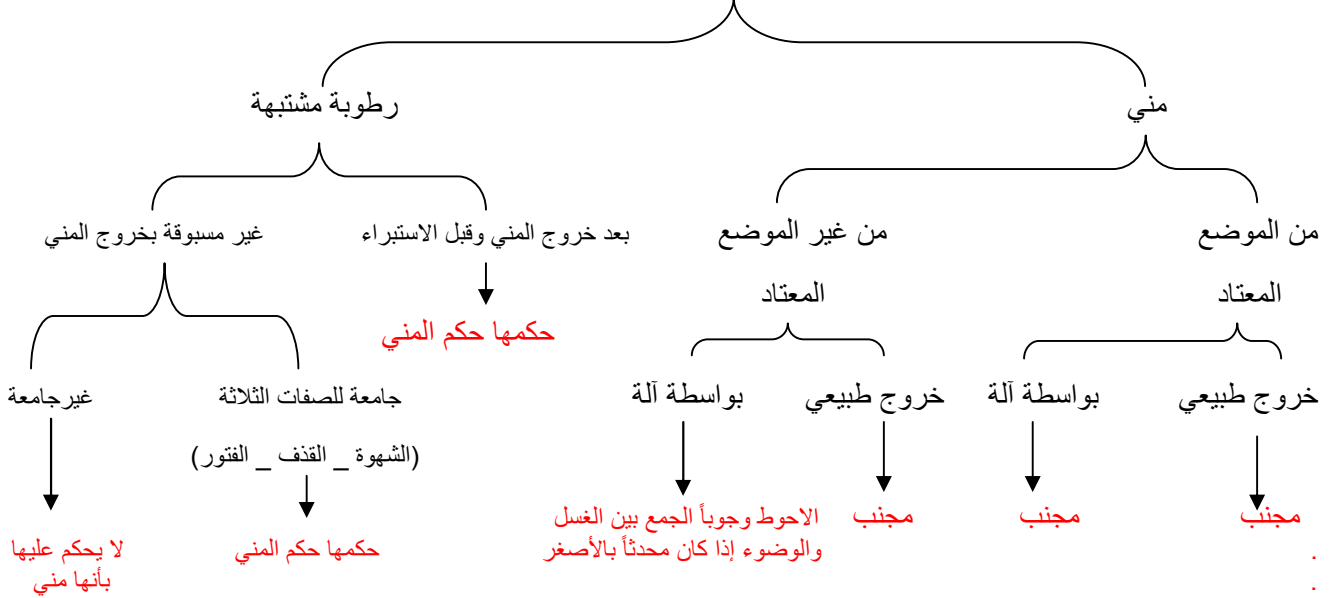 مني
رطوبة مشتبهة
من الموضع
المعتاد
من غير الموضع
المعتاد
بعد خروج المني وقبل الاستبراء
غير مسبوقة بخروج المني
حكمها حكم المني
خروج طبيعي
بواسطة آلة
خروج طبيعي
بواسطة آلة
جامعة للصفات الثلاثة
(الشهوة _ القذف _ الفتور)
غيرجامعة
مجنب
.
.
مجنب
مجنب
الاحوط وجوباً الجمع بين الغسل
والوضوء إذا كان محدثاً بالأصغر
حكمها حكم المني
لا يحكم عليها
بأنها مني